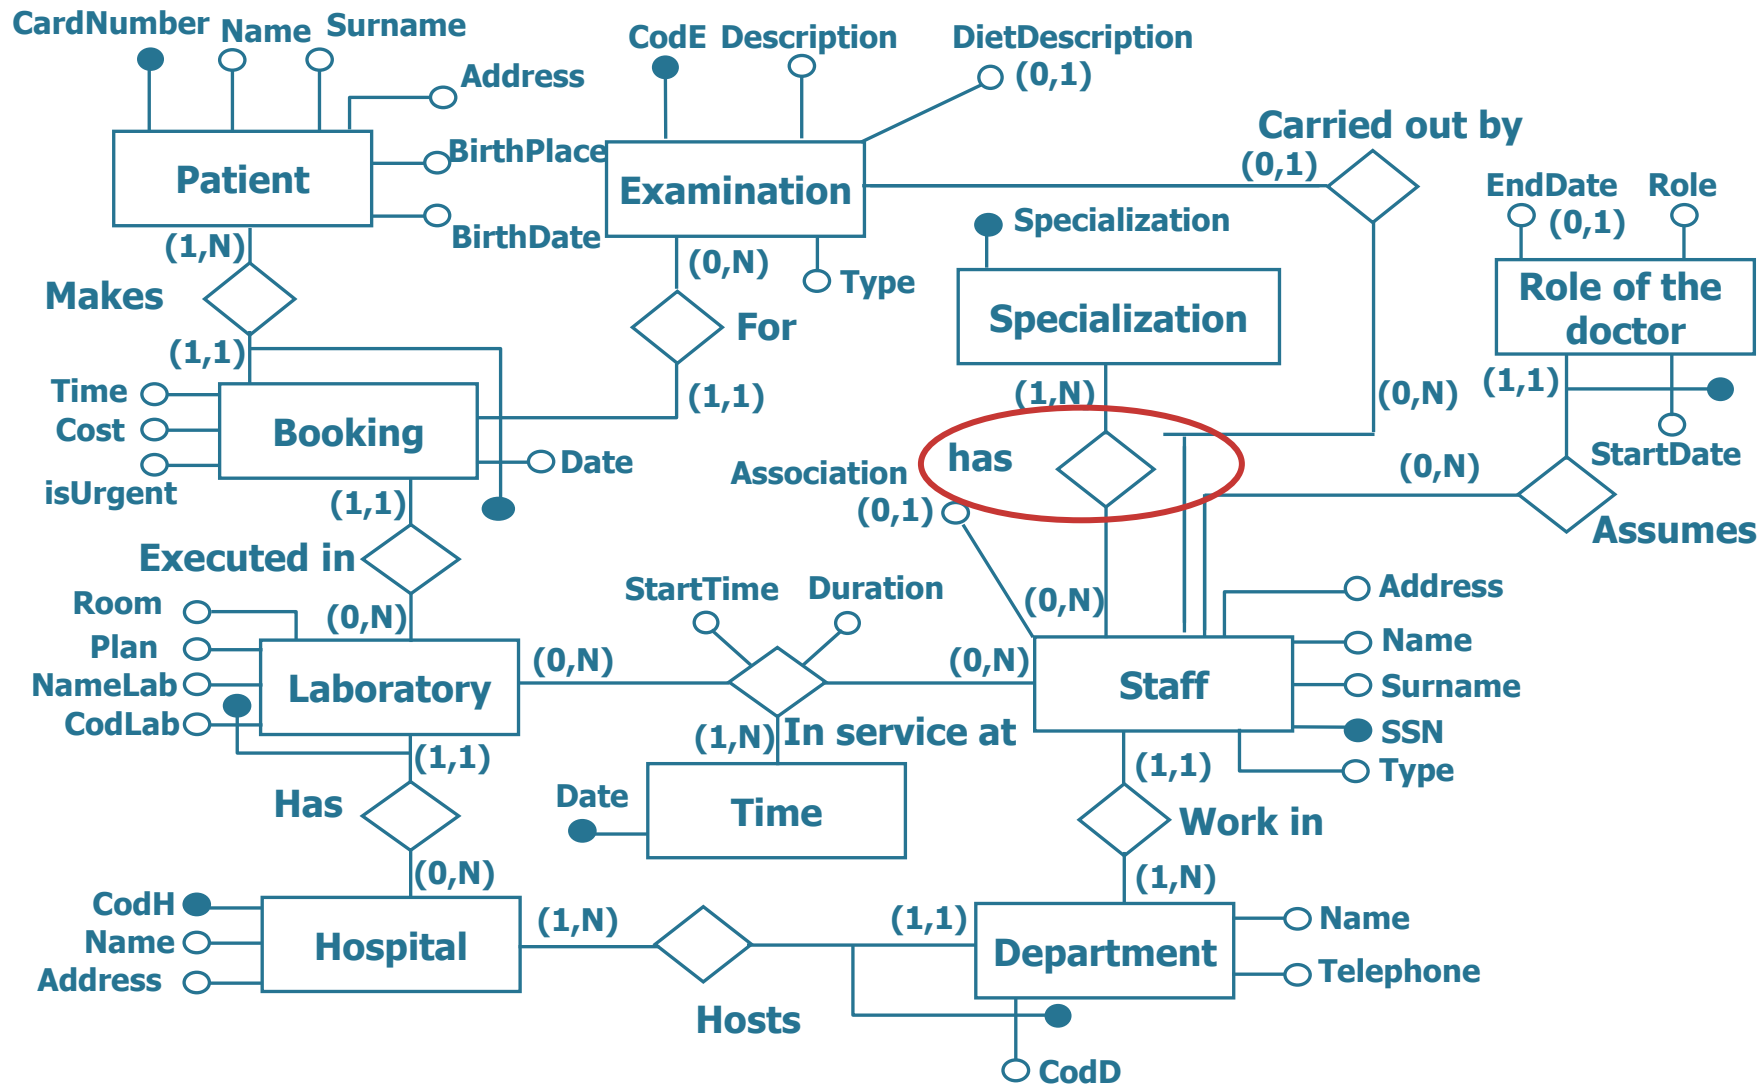 CardNumber
Name
Surname
Address
BirthPlace
BirthDate
Patient
(1,N)
Makes
(1,1)
CodE
Description
DietDescription
(0,1)
Examination
(0,N)
Type
For
(1,1)
Carried out by
(0,1)
(0,N)
Specialization
Specialization
(1,N)
has
(0,N)
EndDate
(0,1)
Role
Role of the
doctor
(1,1)
StartDate
(0,N)
Assumes
Time
Cost
isUrgent
Booking
Date
(1,1)
Executed in
(0,N)
Association
(0,1)
Room
Plan
NameLab
CodLab
Laboratory
(0,N)
StartTime
Duration
(0,N)
In service at
(1,N)
Date
Time
Staff
Address
Name
Surname
SSN
Type
(1,1)
Work in
(1,N)
(1,1)
Has
(0,N)
CodH
Name
Address
Hospital
(1,N)
Hosts
(1,1)
Department
Name
Telephone
CodD